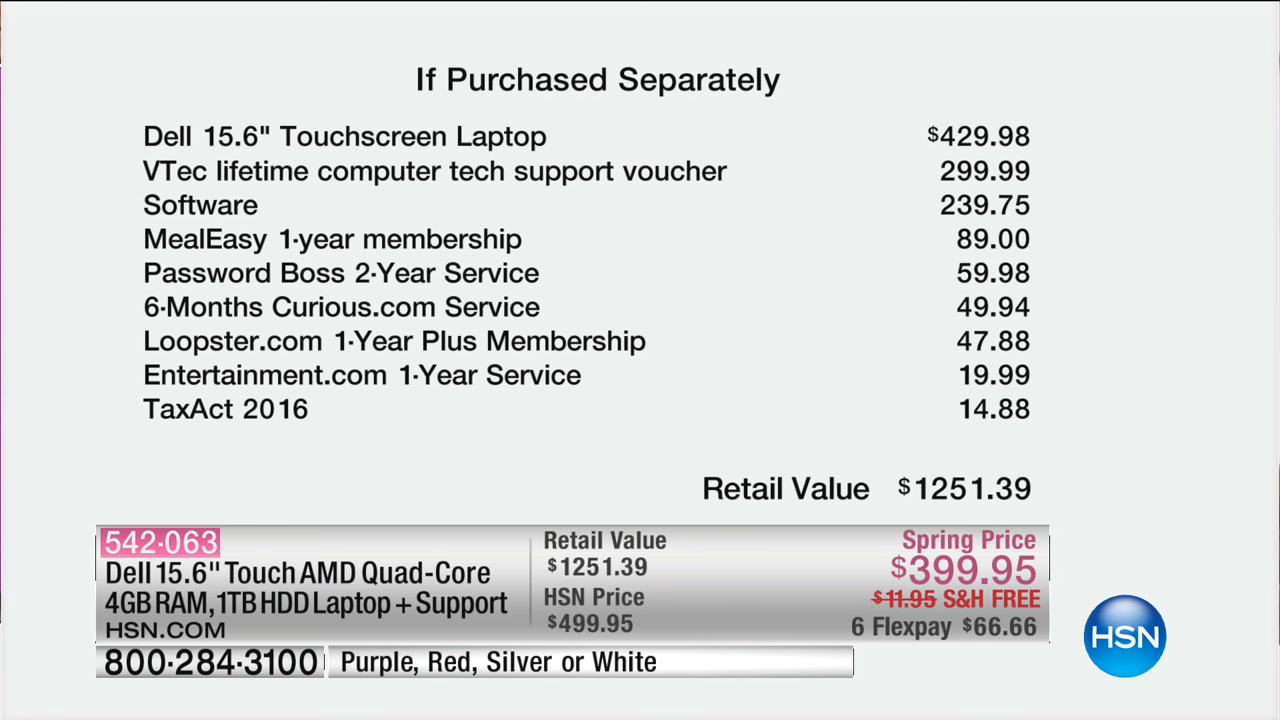 If Purchased Separately
Dell 15.6" Touchscreen Laptop $429.98
VTec lifetime computer tech support voucher 299.99
Software 239.75
MealEasy 1-year membership 89.00
Password Boss 2-Year Service 59.98
6-Months Curious.com Service 49.94
Loopster.com 1-Year Plus Membership 47.88
Entertainment.com 1-Year Service 19.99
TaxAct 2016 14.88
Retail Value $1251.39
542-063
Dell 15.6" Touch AMD Quad-Core
4GB RAM, 1TB HDD Laptop + Support
HSN.COM
Retail Value
$1251.39
HSN Price
$499.95
Spring Price
$399.95
$11.95 S&H FREE
6 Flexpay $66.66
HSN
800-284-3100 Purple, Red, Silver or White